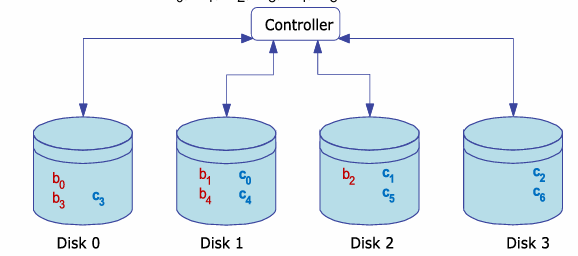 Controller
b0
b3 c3
b1 c0
b4 c4
b2 c1
c5
c2
c6
Disk 0 Disk 1 Disk 2 Disk 3